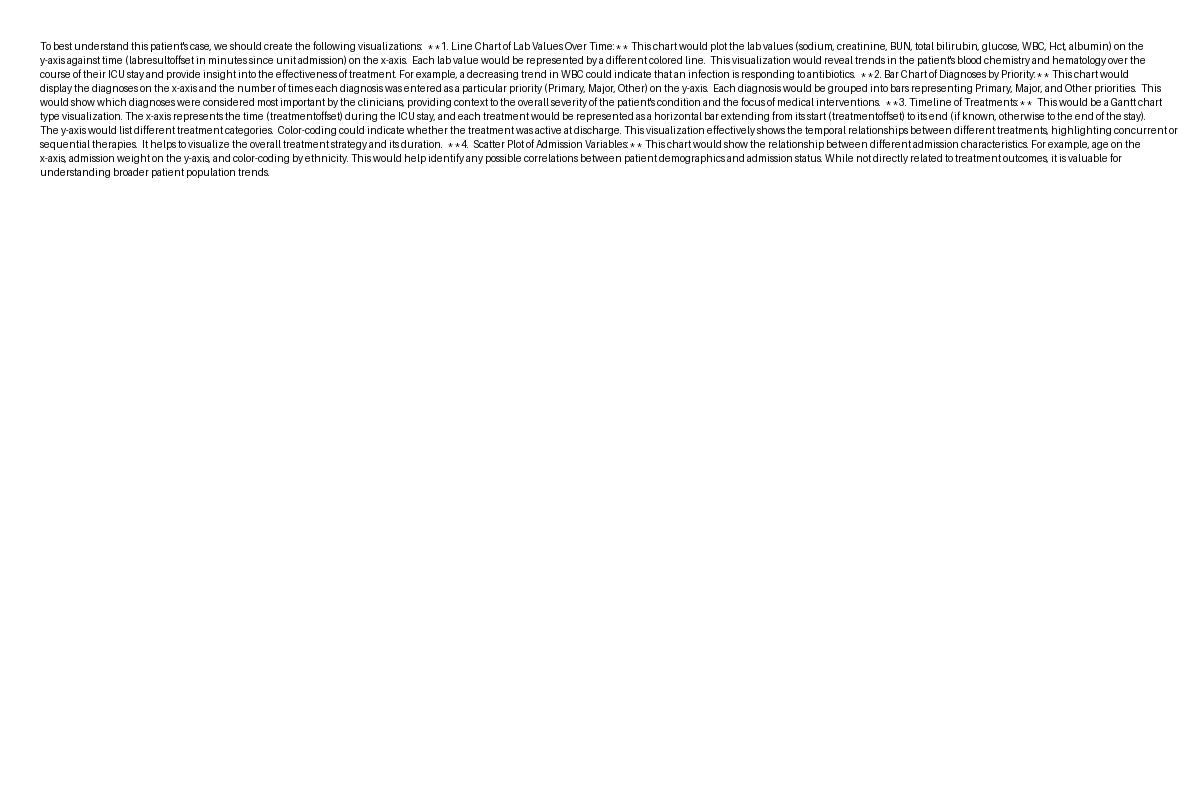 To best understand this patient's case, we should create the following visualizations:  **1. Line Chart of Lab Values Over Time:** This chart would plot the lab values (sodium, creatinine, BUN, total bilirubin, glucose, WBC, Hct, albumin) on the
y-axis against time (labresultoffset in minutes since unit admission) on the x-axis.  Each lab value would be represented by a different colored line.  This visualization would reveal trends in the patient's blood chemistry and hematology over the
course of their ICU stay and provide insight into the effectiveness of treatment. For example, a decreasing trend in WBC could indicate that an infection is responding to antibiotics.  **2. Bar Chart of Diagnoses by Priority:** This chart would
display the diagnoses on the x-axis and the number of times each diagnosis was entered as a particular priority (Primary, Major, Other) on the y-axis.  Each diagnosis would be grouped into bars representing Primary, Major, and Other priorities.  This
would show which diagnoses were considered most important by the clinicians, providing context to the overall severity of the patient's condition and the focus of medical interventions.  **3. Timeline of Treatments:**  This would be a Gantt chart
type visualization. The x-axis represents the time (treatmentoffset) during the ICU stay, and each treatment would be represented as a horizontal bar extending from its start (treatmentoffset) to its end (if known, otherwise to the end of the stay).
The y-axis would list different treatment categories.  Color-coding could indicate whether the treatment was active at discharge.  This visualization effectively shows the temporal relationships between different treatments, highlighting concurrent or
sequential therapies.  It helps to visualize the overall treatment strategy and its duration.  **4.  Scatter Plot of Admission Variables:** This chart would show the relationship between different admission characteristics. For example, age on the
x-axis, admission weight on the y-axis, and color-coding by ethnicity. This would help identify any possible correlations between patient demographics and admission status. While not directly related to treatment outcomes, it is valuable for
understanding broader patient population trends.